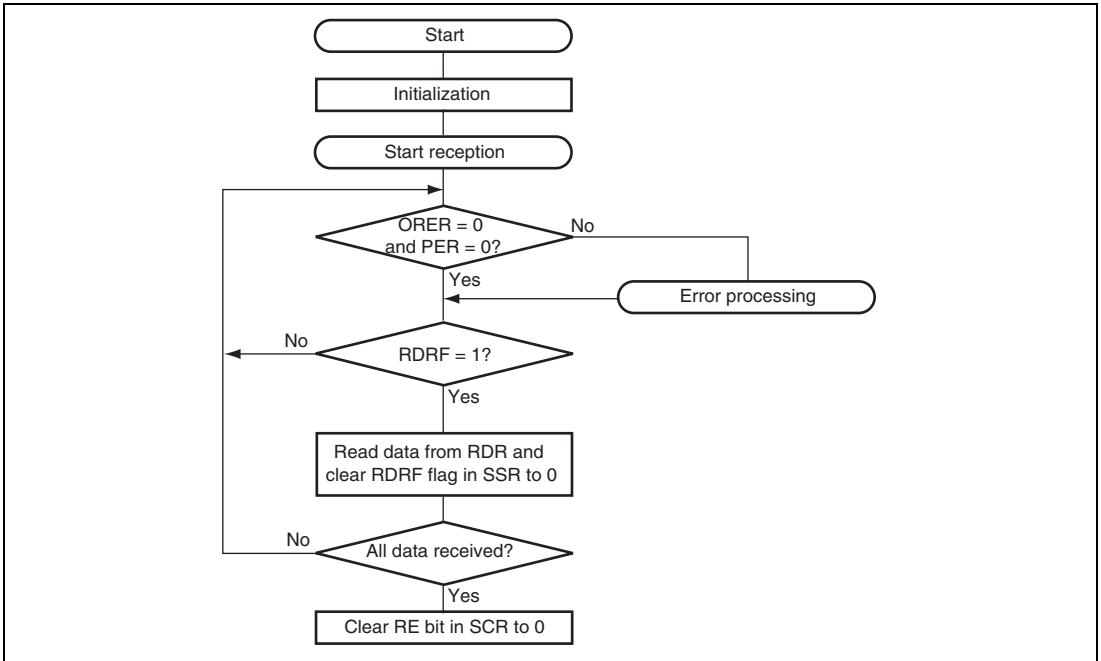 Start
Initialization
Start reception
ORER = 0
and PER = 0?
No
Yes
Error processing
No
RDRF = 1?
Yes
Read data from RDR and
clear RDRF flag in SSR to 0
No
All data received?
Yes
Clear RE bit in SCR to 0